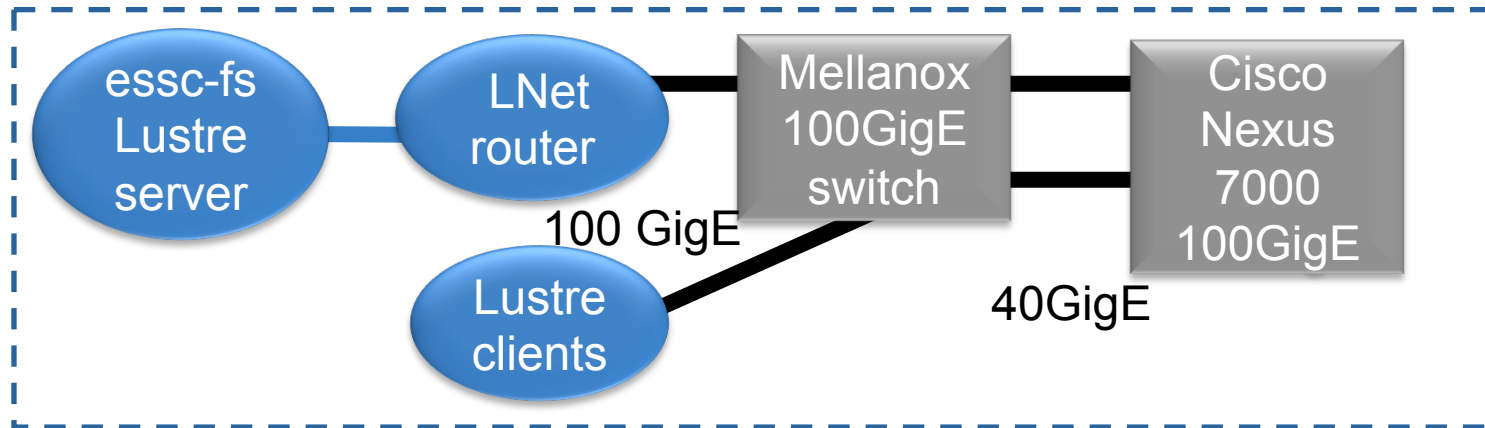 essc-fs
Lustre
server
LNet
router
Mellanox
100GigE
switch
Cisco
Nexus
7000
100GigE
100 GigE
Lustre
clients
40GigE